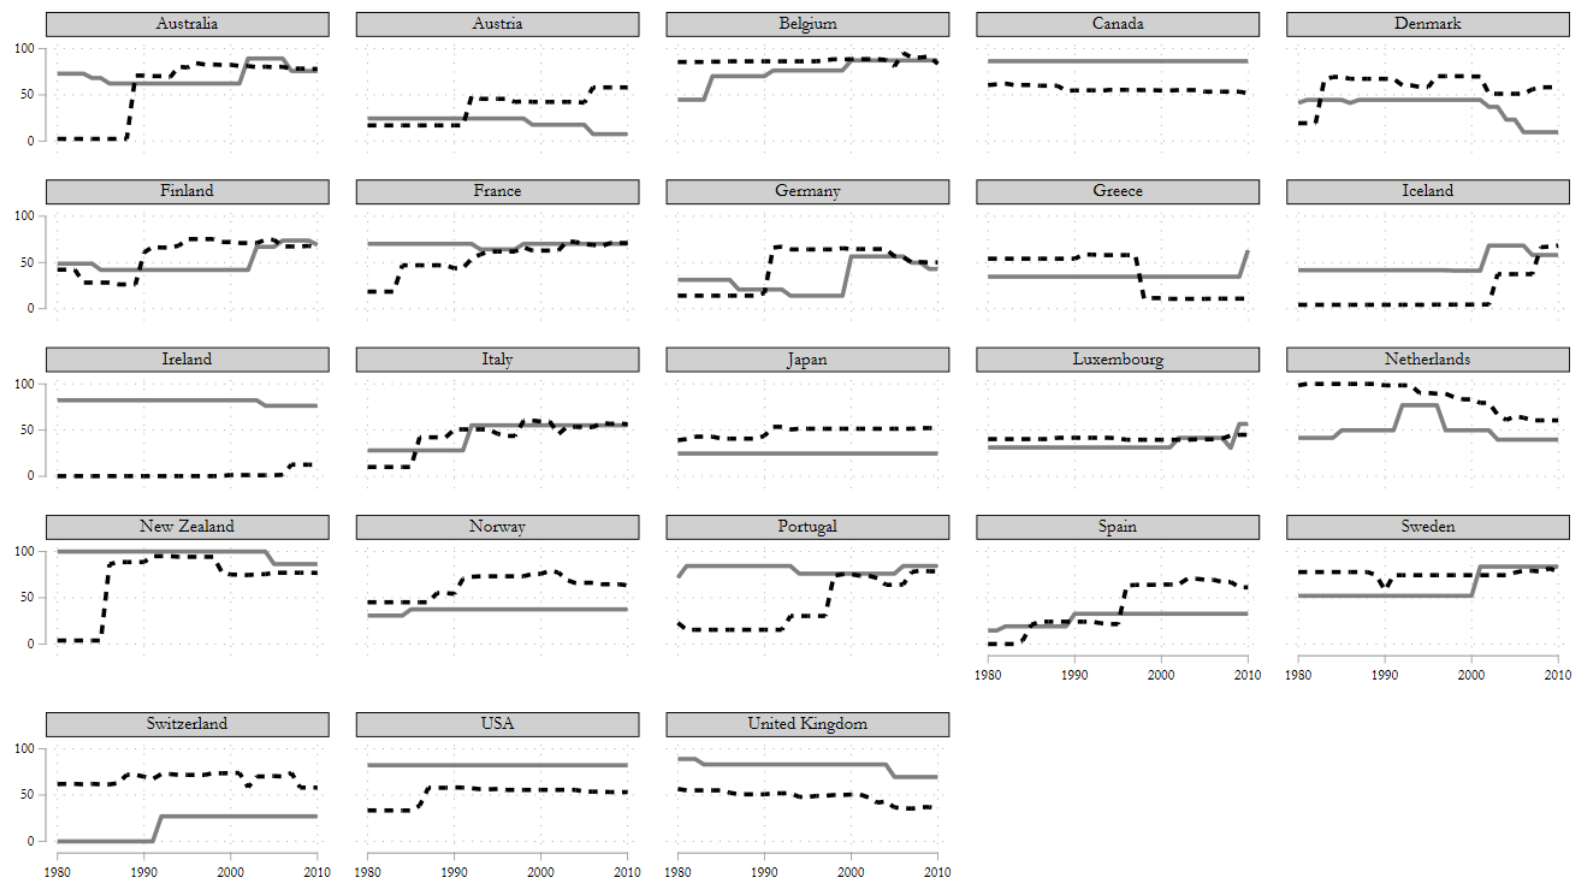 Australia Austria Belgium Canada Denmark
100
50
0
Finland France Germany Greece Iceland
100
50
0
Ireland Italy Japan Luxembourg Netherlands
100
50
0
New Zealand Norway Portugal Spain Sweden
100
50
0
1980 1990 2000 2010 1980 1990 2000 2010
Switzerland USA United Kingdom
100
50
0
1980 1990 2000 2010 1980 1990 2000 2010 1980 1990 2000 2010